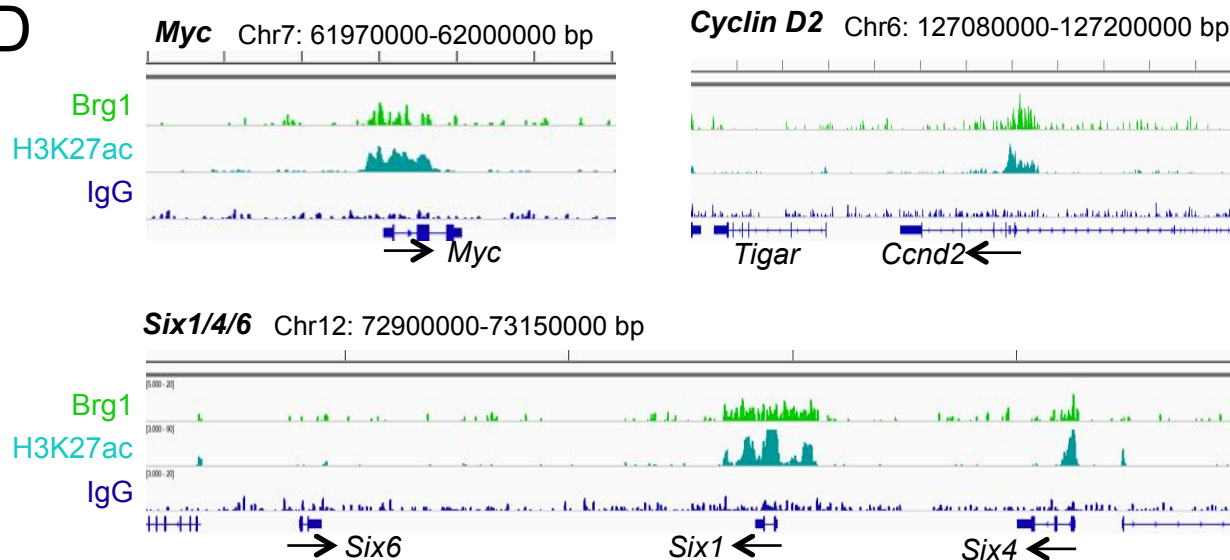 D
Myc Chr7: 61970000-62000000 bp
Brg1
H3K27ac
IgG
Myc
Cyclin D2 Chr6: 127080000-127200000 bp
Tigar Ccnd2
Six1/4/6 Chr12: 72900000-73150000 bp
Brg1
H3K27ac
IgG
Six6 Six1 Six4